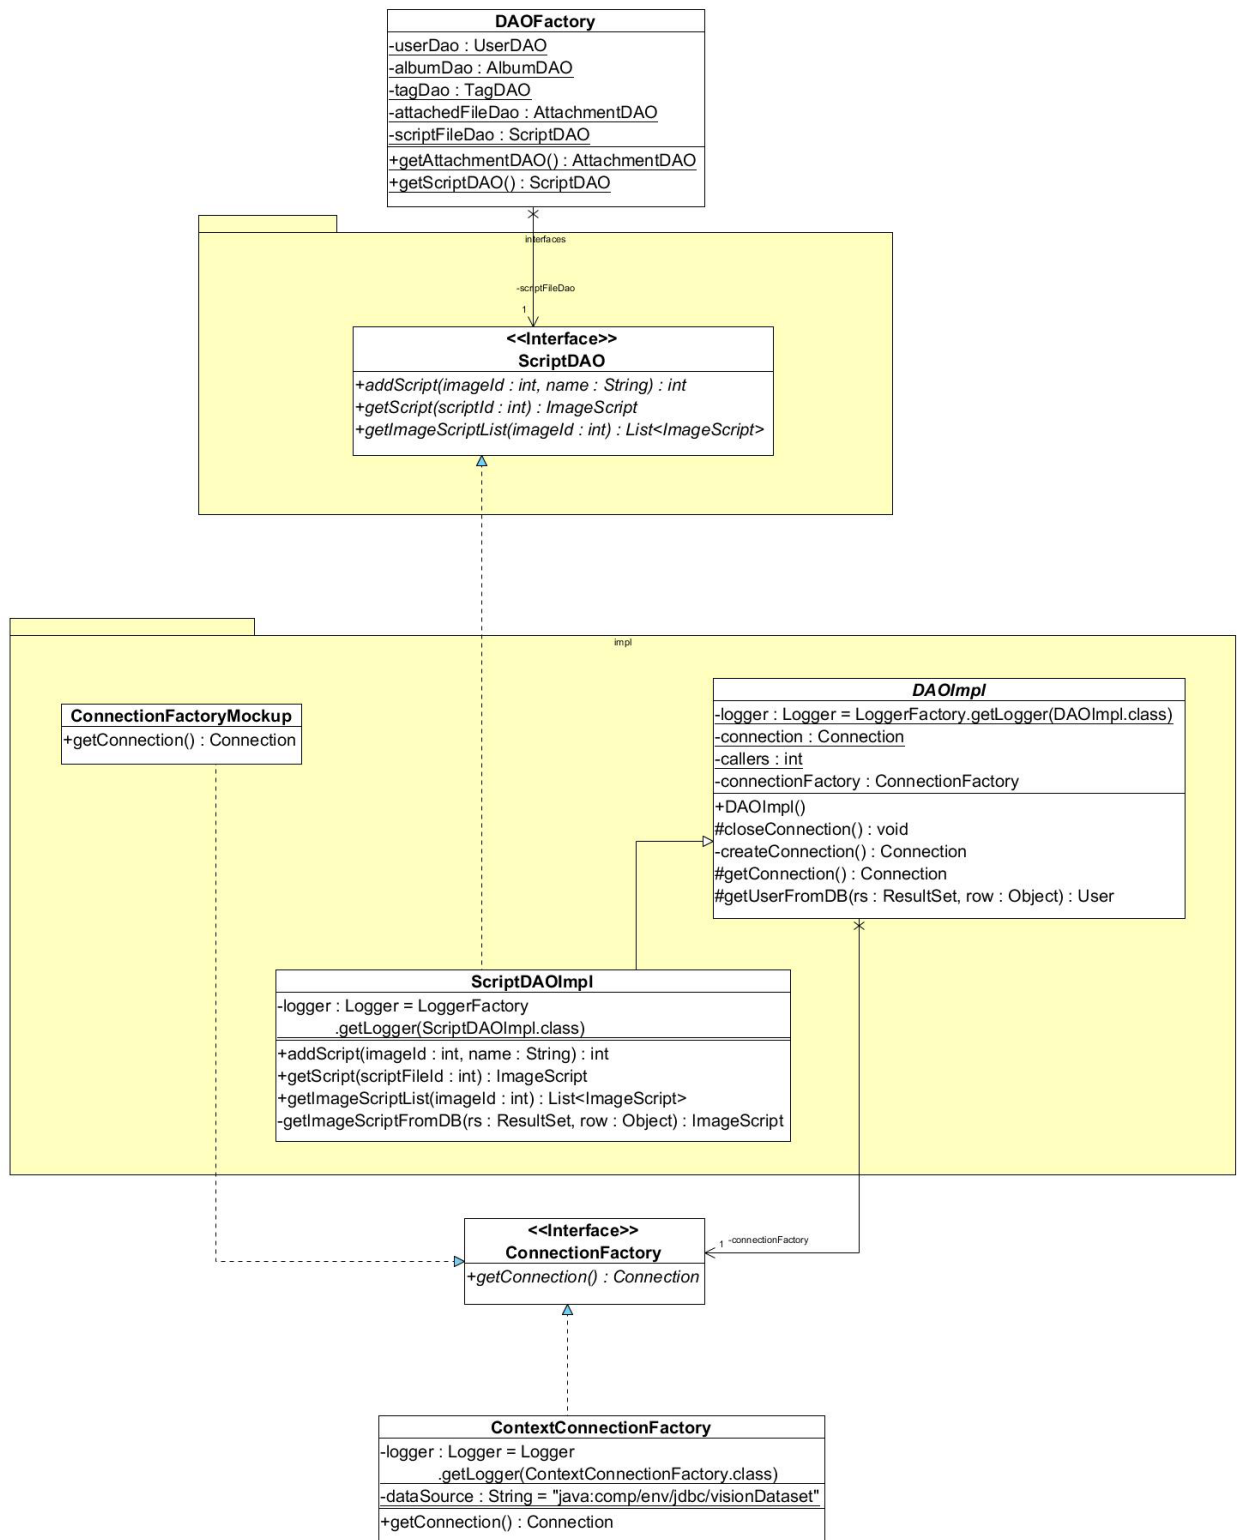 DAOFactory
-userDao : UserDAO
-albumDao : AlbumDAO
-tagDao : TagDAO
-attachedFileDao : AttachmentDAO
-scriptFileDao : ScriptDAO
+getAttachmentDAO() : AttachmentDAO
+getScriptDAO() : ScriptDAO
interfaces
-scriptFileDao
1
<<Interface>>
ScriptDAO
+addScript(imageId : int, name : String) : int
+getScript(scriptId : int) : ImageScript
+getImageScriptList(imageId : int) : List<ImageScript>
impl
ConnectionFactoryMockup
+getConnection() : Connection
DAOImpl
-logger : Logger = LoggerFactory.getLogger(DAOImpl.class)
-connection : Connection
-callers : int
-connectionFactory : ConnectionFactory
+DAOImpl()
#closeConnection() : void
-createConnection() : Connection
#getConnection() : Connection
#getUserFromDB(rs : ResultSet, row : Object) : User
ScriptDAOImpl
-logger : Logger = LoggerFactory
.getLogger(ScriptDAOImpl.class)
+addScript(imageId : int, name : String) : int
+getScript(scriptFileId : int) : ImageScript
+getImageScriptList(imageId : int) : List<ImageScript>
-getImageScriptFromDB(rs : ResultSet, row : Object) : ImageScript
<<Interface>>
ConnectionFactory
+getConnection() : Connection
1 -connectionFactory
ContextConnectionFactory
-logger : Logger = Logger
.getLogger(ContextConnectionFactory.class)
-dataSource : String = "java:comp/env/jdbc/visionDataset"
+getConnection() : Connection